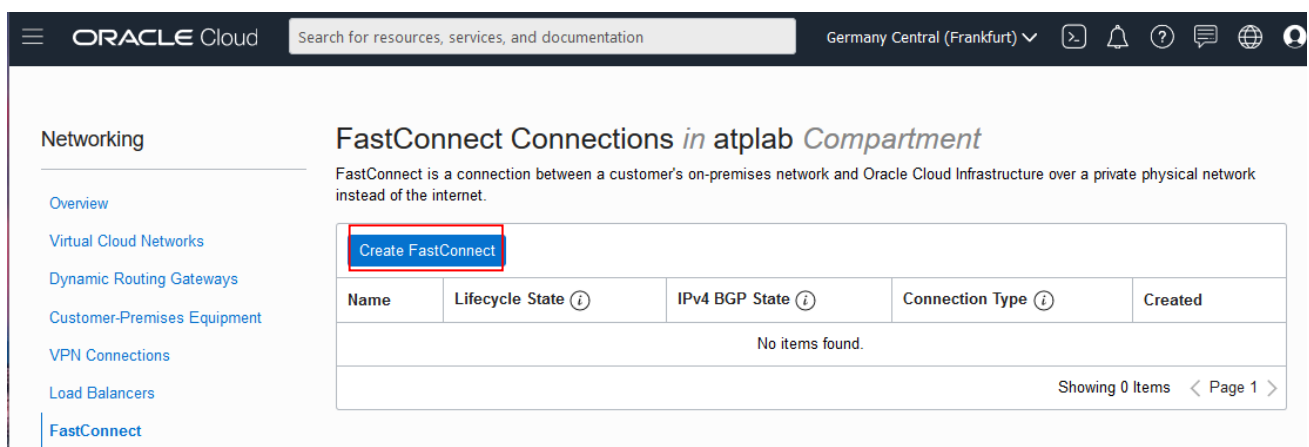 ORACLE Cloud
Search for resources, services, and documentation
Germany Central (Frankfurt)
Networking
Overview
Virtual Cloud Networks
Dynamic Routing Gateways
Customer-Premises Equipment
VPN Connections
Load Balancers
FastConnect
FastConnect Connections in atplab Compartment
FastConnect is a connection between a customer's on-premises network and Oracle Cloud Infrastructure over a private physical network
instead of the internet.
Create FastConnect
Name Lifecycle State IPv4 BGP State Connection Type Created
No items found.
Showing 0 Items < Page 1 >